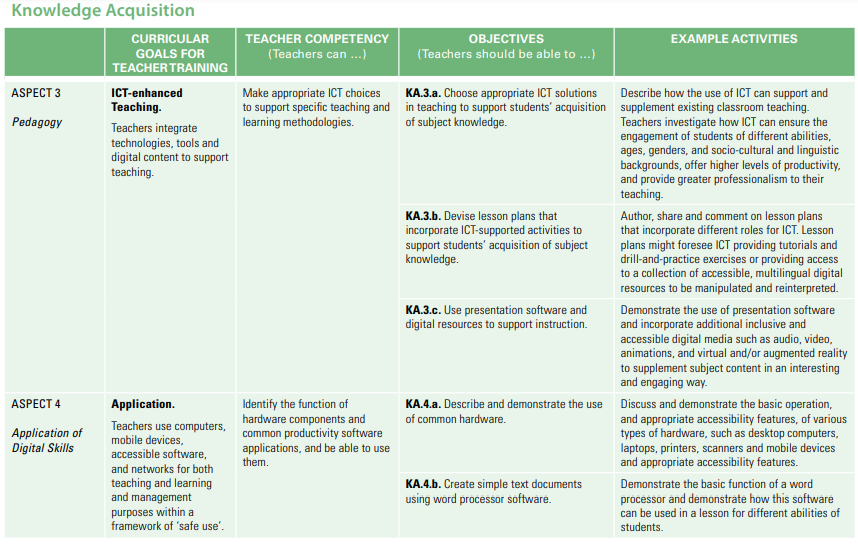 Knowledge Acquisition
CURRICULAR
GOALS FOR
TEACHER TRAINING
TEACHER COMPETENCY
(Teachers can …)
OBJECTIVES
(Teachers should be able to …)
EXAMPLE ACTIVITIES
ASPECT 3
Pedagogy
ICT-enhanced
Teaching.
Teachers integrate
technologies, tools and
digital content to support
teaching.
Make appropriate ICT choices
to support specific teaching and
learning methodologies.
KA.3.a. Choose appropriate ICT solutions
in teaching to support students’ acquisition
of subject knowledge.
Describe how the use of ICT can support and
supplement existing classroom teaching.
Teachers investigate how ICT can ensure the
engagement of students of different abilities,
ages, genders, and socio-cultural and linguistic
backgrounds, offer higher levels of productivity,
and provide greater professionalism to their
teaching.
KA.3.b. Devise lesson plans that
incorporate ICT-supported activities to
support students’ acquisition of subject
knowledge.
Author, share and comment on lesson plans
that incorporate different roles for ICT. Lesson
plans might foresee ICT providing tutorials and
drill-and-practice exercises or providing access
to a collection of accessible, multilingual digital
resources to be manipulated and reinterpreted.
KA.3.c. Use presentation software and
digital resources to support instruction.
Demonstrate the use of presentation software
and incorporate additional inclusive and
accessible digital media such as audio, video,
animations, and virtual and/or augmented reality
to supplement subject content in an interesting
and engaging way.
ASPECT 4
Application of
Digital Skills
Application.
Teachers use computers,
mobile devices,
accessible software,
and networks for both
teaching and learning
and management
purposes within a
framework of ‘safe use’.
Identify the function of
hardware components and
common productivity software
applications, and be able to use
them.
KA.4.a. Describe and demonstrate the use
of common hardware.
Discuss and demonstrate the basic operation,
and appropriate accessibility features, of various
types of hardware, such as desktop computers,
laptops, printers, scanners and mobile devices
and appropriate accessibility features.
KA.4.b. Create simple text documents
using word processor software.
Demonstrate the basic function of a word
processor and demonstrate how this software
can be used in a lesson for different abilities of
students.